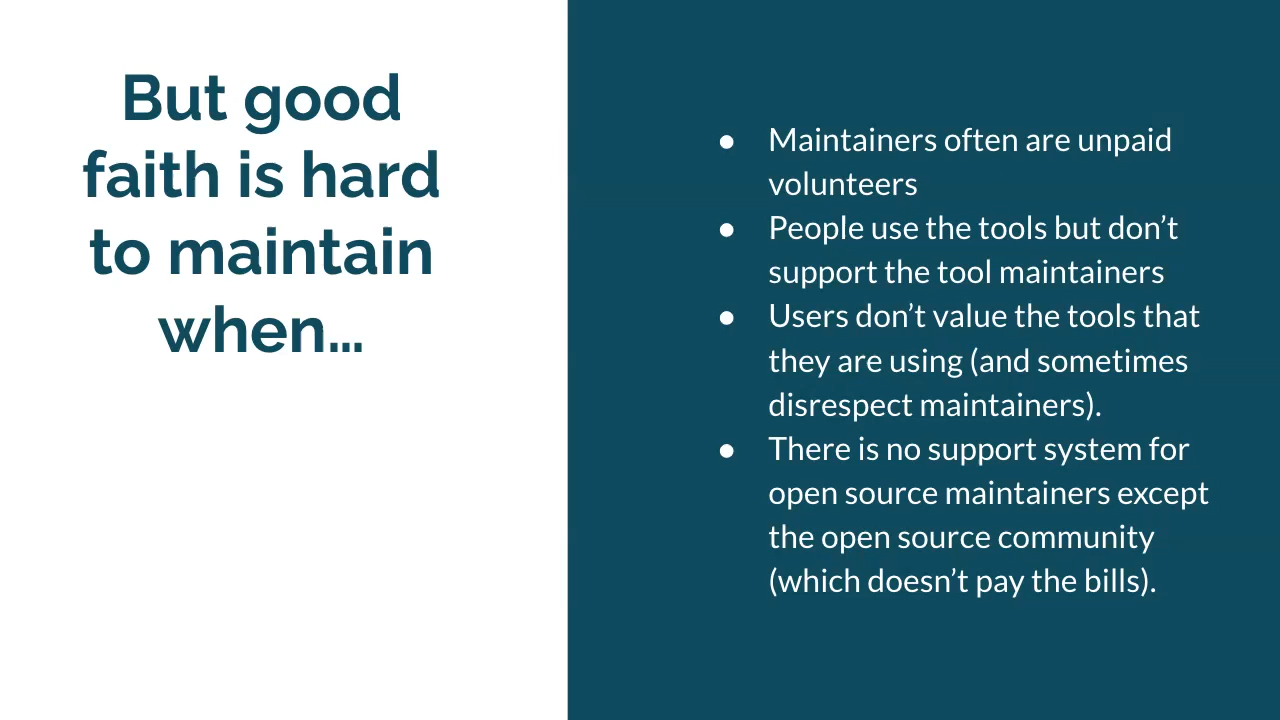 But good
faith is hard
to maintain
when…
● Maintainers often are unpaid
volunteers
● People use the tools but don’t
support the tool maintainers
● Users don’t value the tools that
they are using (and sometimes
disrespect maintainers).
● There is no support system for
open source maintainers except
the open source community
(which doesn’t pay the bills).